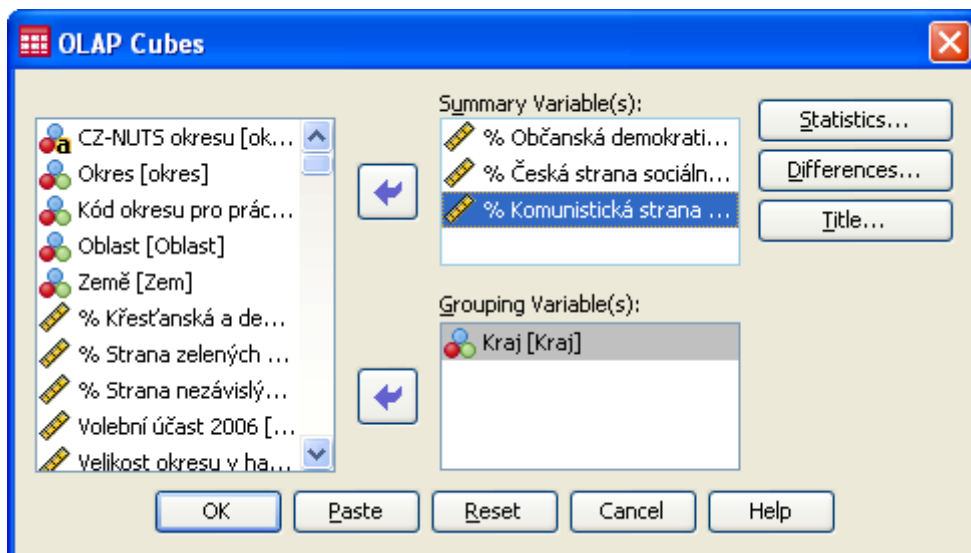 OLAP Cubes
CZ-NUTS okresu [ok...
Okres [okres]
Kód okresu pro prác...
Oblast [Oblast]
Země [Zem]
% Křesťanská a de...
% Strana zelených ...
% Strana nezávislý...
Volební účast 2006 [...
Velikost okresu v ha...
Summary Variable(s):
% Občanská demokrati...
% Česká strana sociáln...
% Komunistická strana ...
Grouping Variable(s):
Kraj [Kraj]
Statistics...
Differences...
Title...
OK
Paste
Reset
Cancel
Help